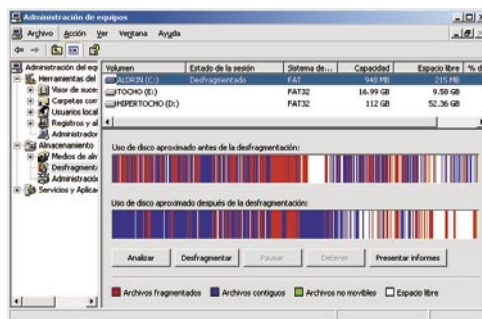 Administración de equipos
Archivo Acción Ver Ventana Ayuda
Administración del eq
Herramientas del
Visor de suce
Carpetas com
Usuarios local
Registros y al
Administrador
Almacenamiento
Medios de alm
Desfragment
Administració
Servicios y Aplica
Volumen Estado de la sesión Sistema de... Capacidad Espacio libre % d
ALDRIN (C:) Desfragmentado FAT 948 MB 215 MB
TOCHO (E:) FAT32 16.99 GB 9.58 GB
HIPERTOCHO (D:) FAT32 112 GB 52.36 GB
Uso de disco aproximado antes de la desfragmentación:
Uso de disco aproximado después de la desfragmentación:
Analizar Desfragmentar Pausar Detener Presentar informes
Archivos fragmentados Archivos contiguos Archivos no movibles Espacio libre